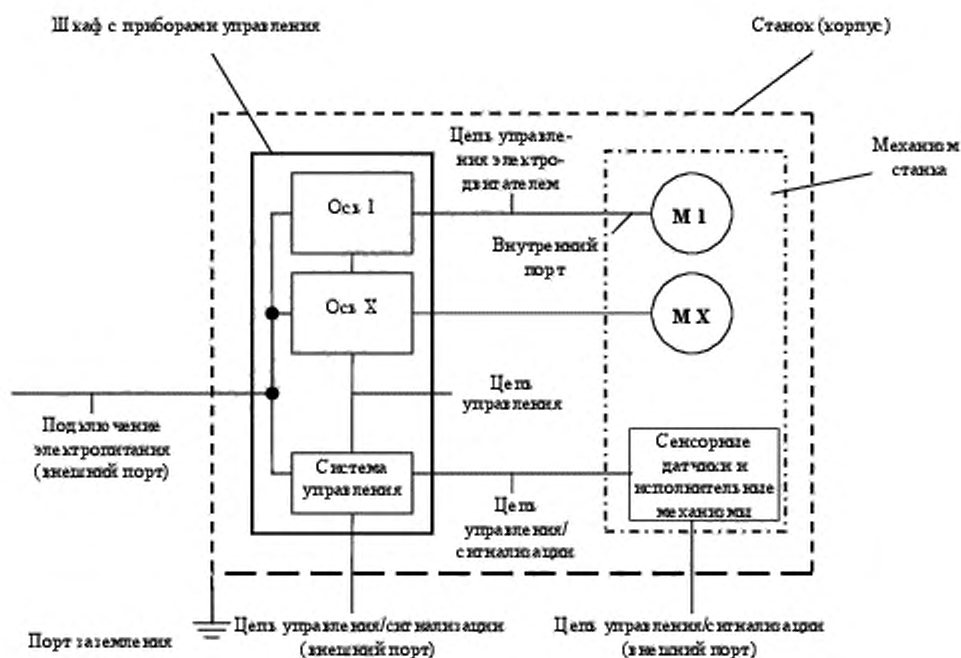 Шкаф с приборами управления
Станок (корпус)
Цепь управле-
ния электро-
двигателем
Механизм
станка
Ось 1
М 1
Внутренний
порт
Ось X
М X
Цепь
управления
Подключение
электропитания
(внешний порт)
Система
управления
Сенсорные
датчики и
исполнительные
механизмы
Цепь
управления/
сигнализации
Порт заземления
Цепь управления/сигнализации
(внешний порт)
Цепь управления/сигнализации
(внешний порт)